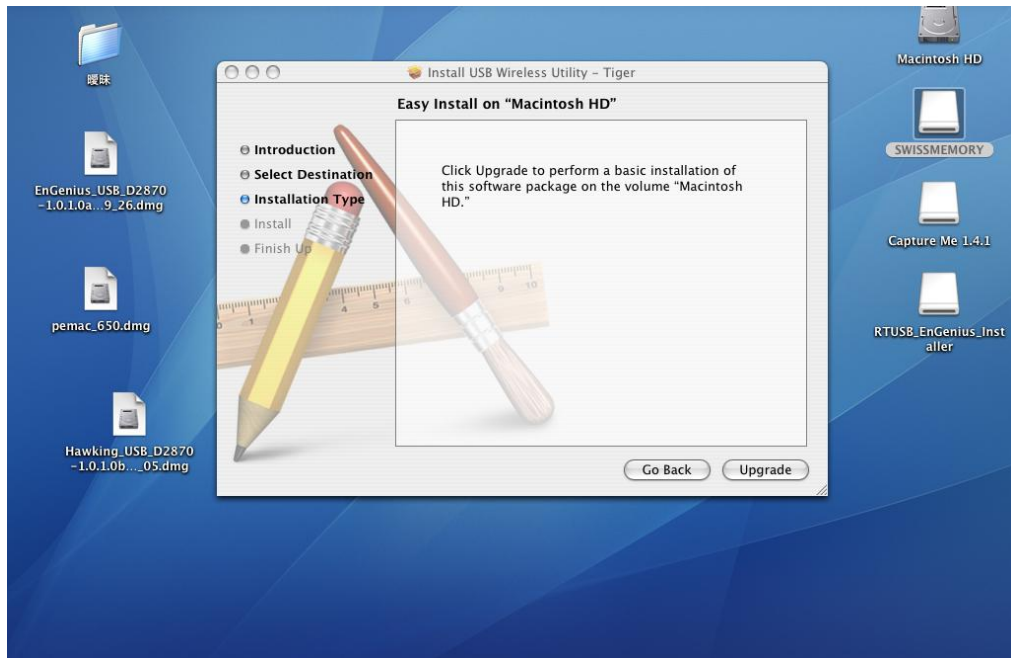 曖昧
EnGenius_USB_D2870
-1.0.1.0a...9_26.dmg
pemac_650.dmg
Hawking_USB_D2870
-1.0.1.0b..._05.dmg
Install USB Wireless Utility – Tiger
Easy Install on “Macintosh HD”
Introduction
Select Destination
Installation Type
Install
Finish Up
Click Upgrade to perform a basic installation of
this software package on the volume “Macintosh
HD.”
Go Back
Upgrade
Macintosh HD
SWISSMEMORY
Capture Me 1.4.1
RTUSB_EnGenius_Inst
aller